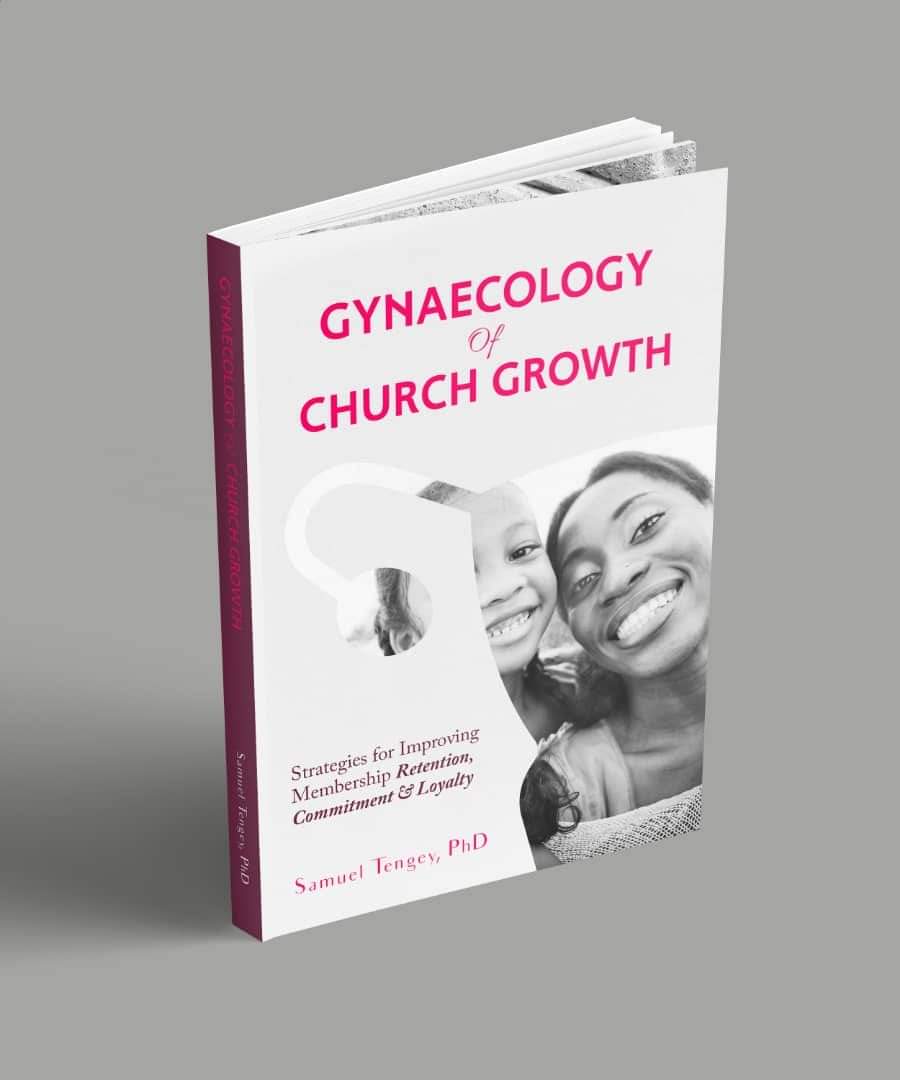 GYNAECOLOGY
Of
CHURCH GROWTH
Strategies for Improving
Membership Retention,
Commitment & Loyalty
Samuel Tengey, PhD
GYNAECOLOGY Of CHURCH GROWTH
Samuel Tengey, PhD